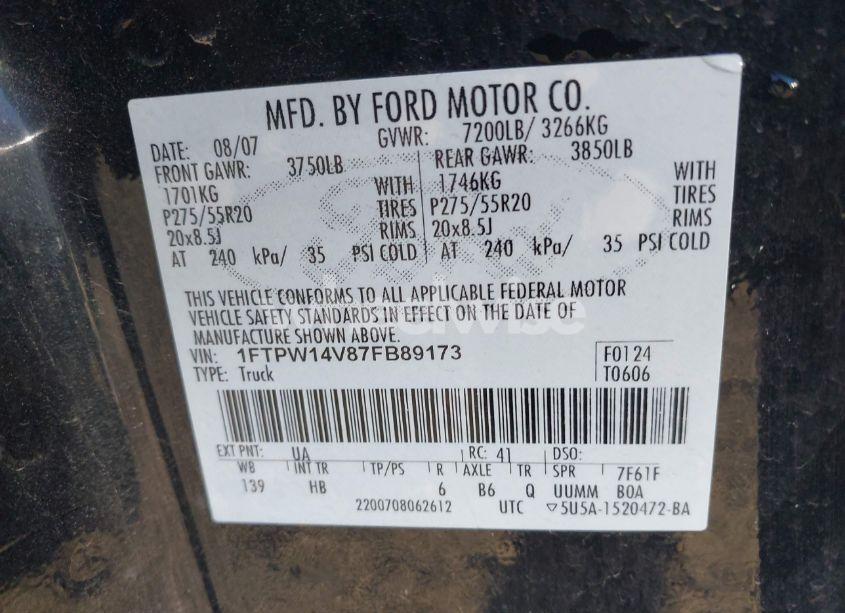 MFD. BY FORD MOTOR CO.
DATE: 08/07 GVWR: 7200LB/ 3266KG
FRONT GAWR: 3750LB REAR GAWR: 3850LB
1701KG WITH 1746KG WITH
P275/55R20 TIRES P275/55R20 TIRES
20x8.5J RIMS 20x8.5J RIMS
AT 240 kPa/ 35 PSI COLD AT 240 kPa/ 35 PSI COLD
THIS VEHICLE CONFORMS TO ALL APPLICABLE FEDERAL MOTOR
VEHICLE SAFETY STANDARDS IN EFFECT ON THE DATE OF
MANUFACTURE SHOWN ABOVE.
VIN: 1FTPW14V87FB89173 F0124
TYPE: Truck T0606
EXT PNT: UA RC: 41 DSO:
WB INT TR TP/PS R AXLE TR SPR 7F61F
139 HB 6 B6 Q UUMM BOA
2200708062612 UTC ▽5U5A-1520472-BA